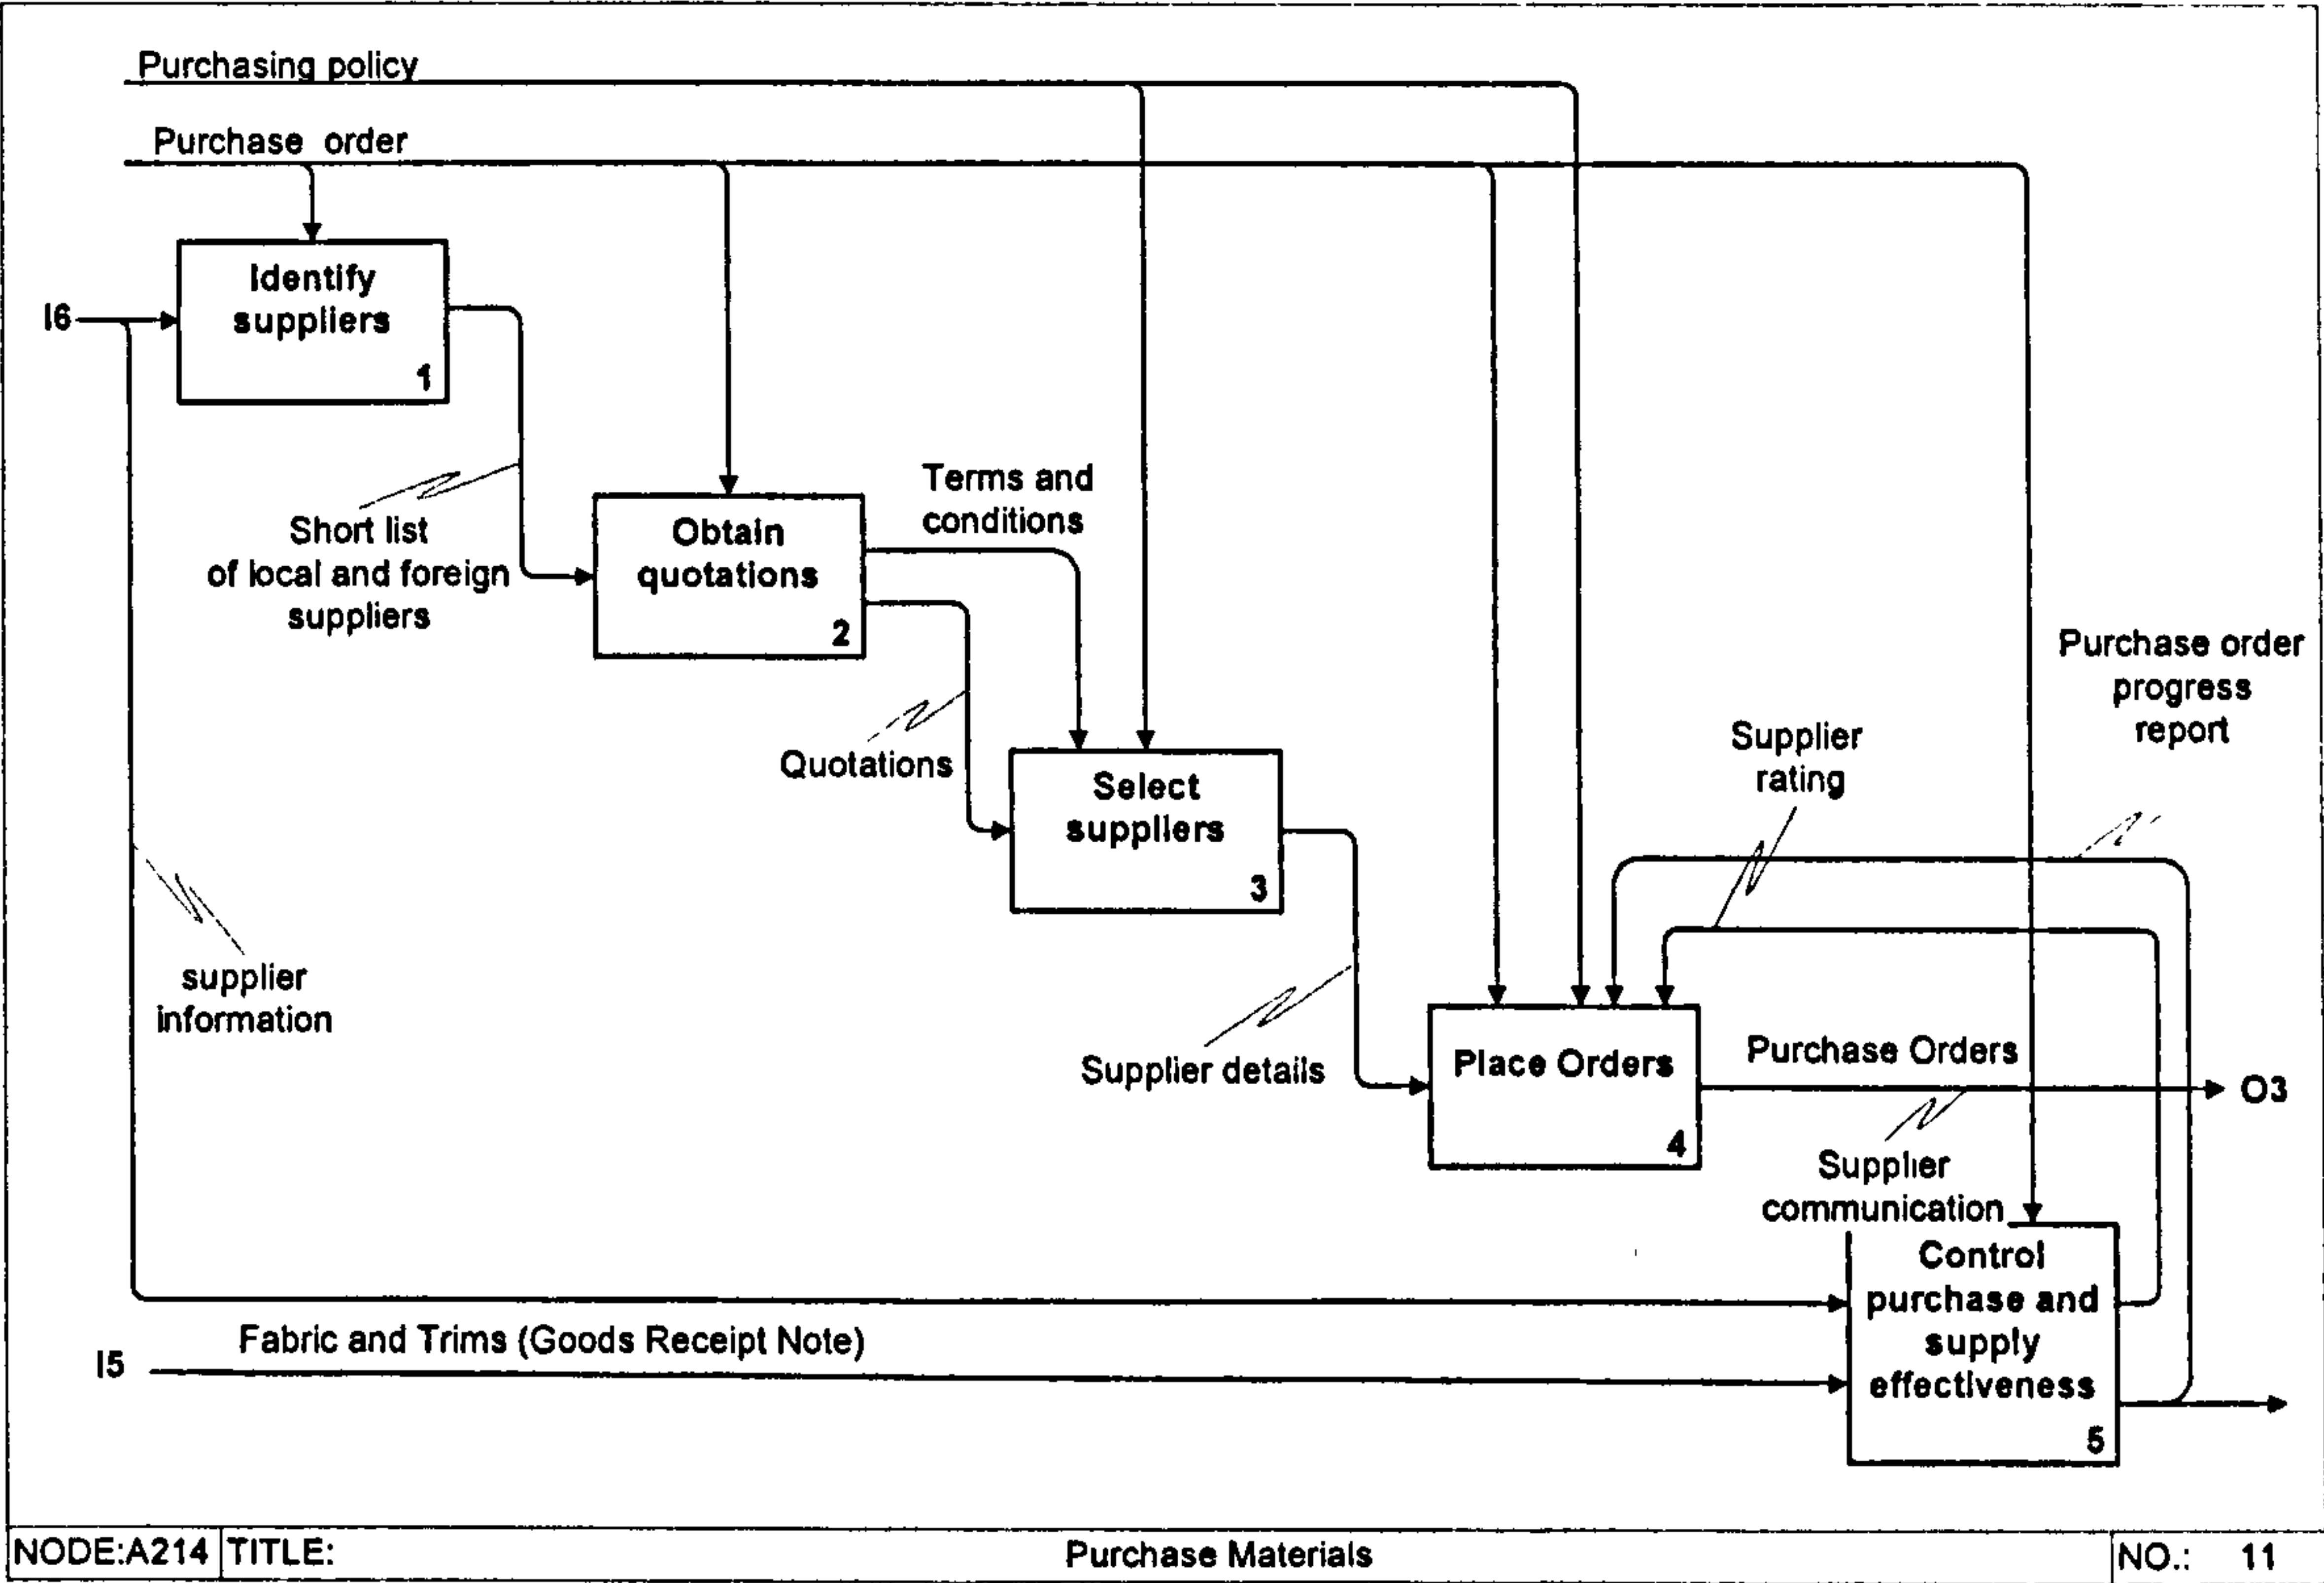 Purchasing policy
Purchase order
Identify
suppliers
1
I6
Short list
of local and foreign
suppliers
Terms and
conditions
Obtain
quotations
2
Quotations
Select
suppliers
3
Purchase order
progress
report
Supplier
rating
supplier
information
Supplier details
Place Orders
4
Purchase Orders
O3
Supplier
communication
Control
purchase and
supply
effectiveness
5
Fabric and Trims (Goods Receipt Note)
I5
NODE:A214 TITLE: Purchase Materials NO.: 11